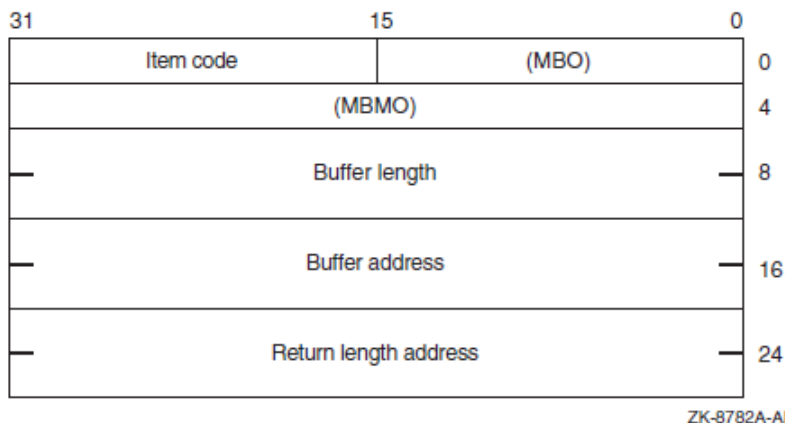 31 15 0
Item code (MBO) 0
(MBMO) 4
Buffer length 8
Buffer address 16
Return length address 24
ZK-8782A-AI